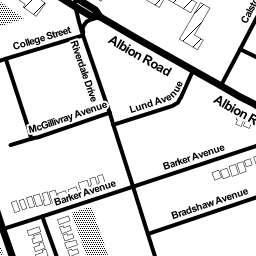 College Street
Albion Road
Riverdale Drive
Lund Avenue
Albion R
McGillivray Avenue
Barker Avenue
Barker Avenue
Bradshaw Avenue